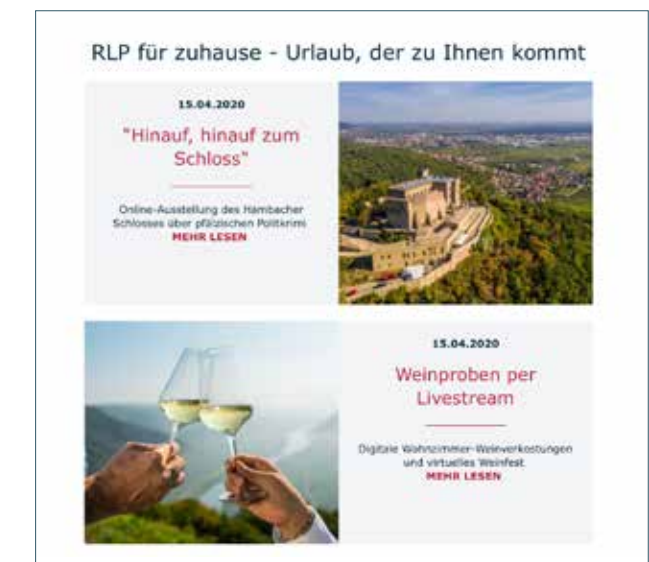 RLP für zuhause - Urlaub, der zu Ihnen kommt
15.04.2020
"Hinauf, hinauf zum
Schloss"
Online-Ausstellung des Hambacher
Schlosses über pfälzischen Politkrimi
MEHR LESEN
15.04.2020
Weinproben per
Livestream
Digitale Wohnzimmer-Weinverkostungen
und virtuelles Weinfest
MEHR LESEN